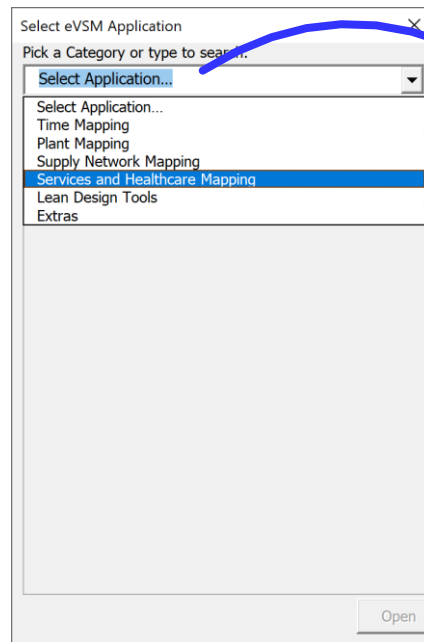 Select eVSM Application
Pick a Category or type to search.
Select Application...
Select Application...
Time Mapping
Plant Mapping
Supply Network Mapping
Services and Healthcare Mapping
Lean Design Tools
Extras
Open